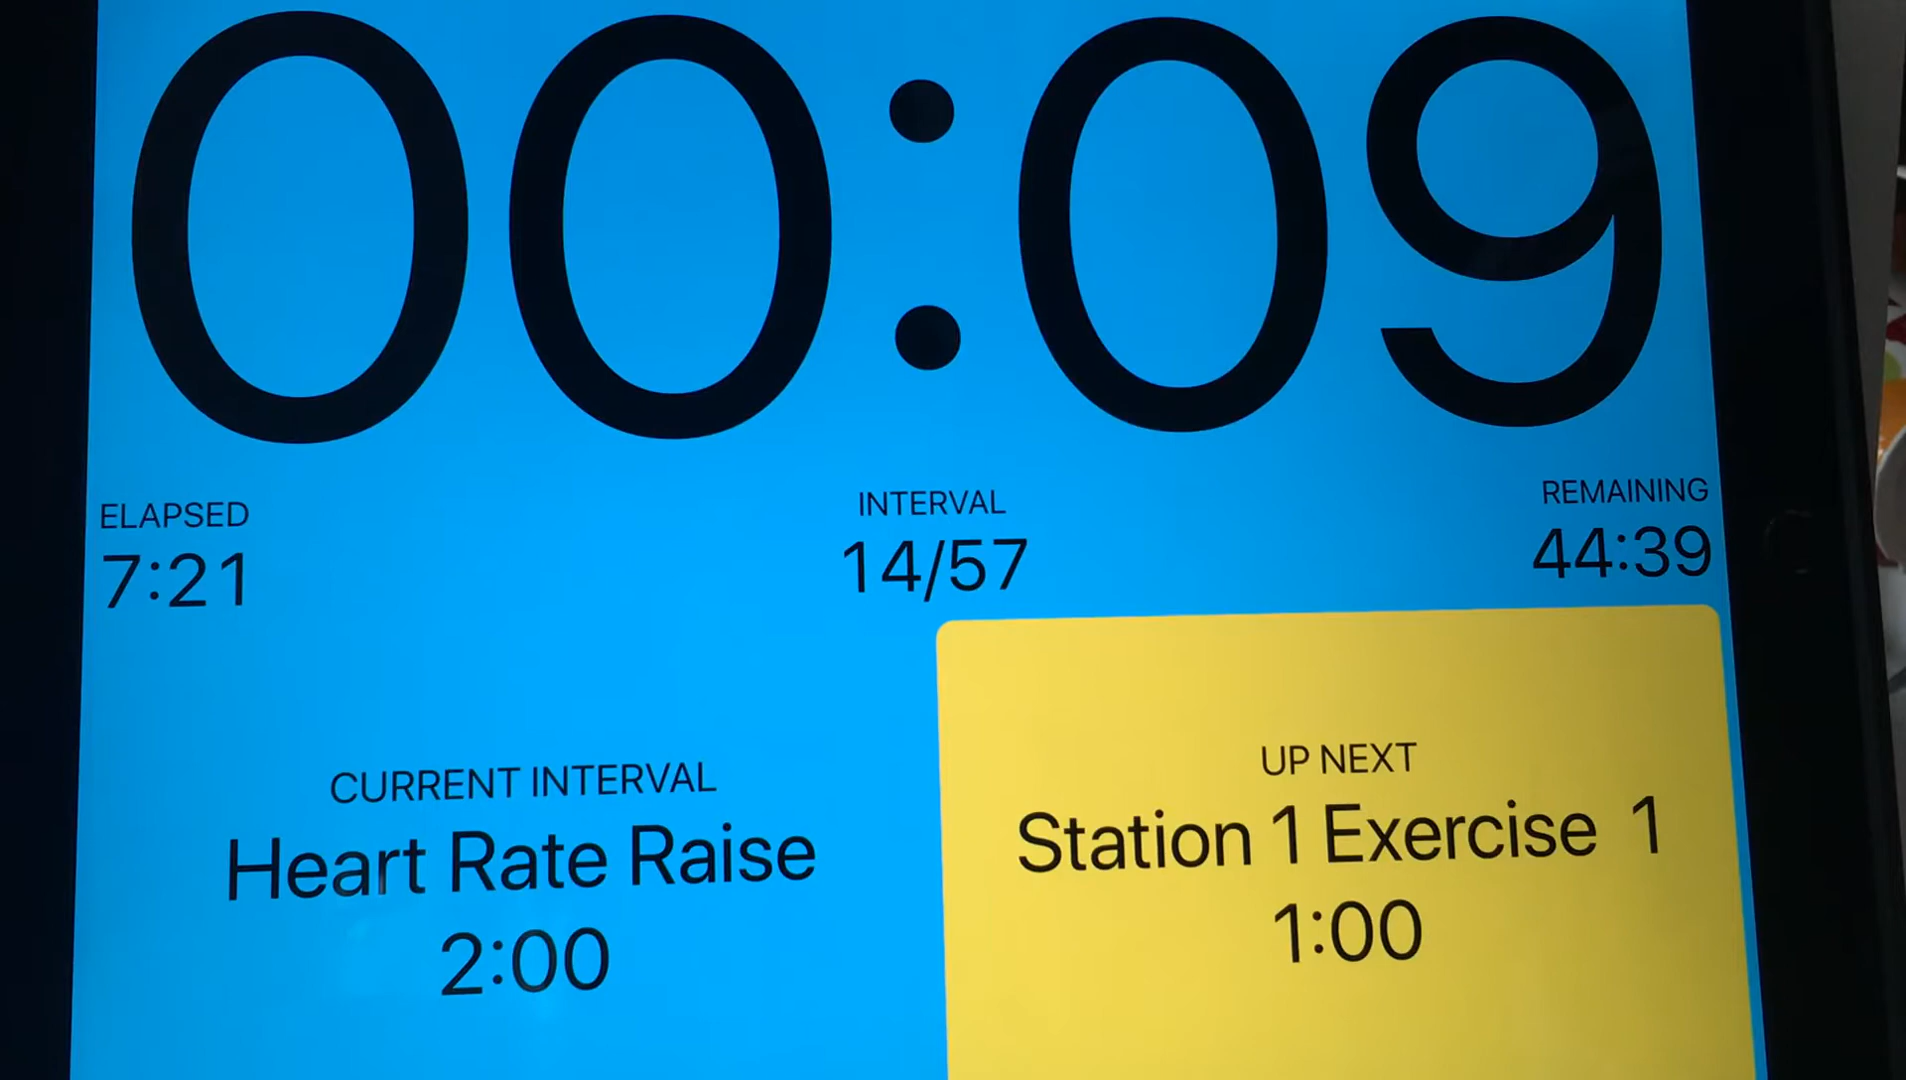 00:09
ELAPSED
7:21
INTERVAL
14/57
REMAINING
44:39
CURRENT INTERVAL
Heart Rate Raise
2:00
UP NEXT
Station 1 Exercise 1
1:00